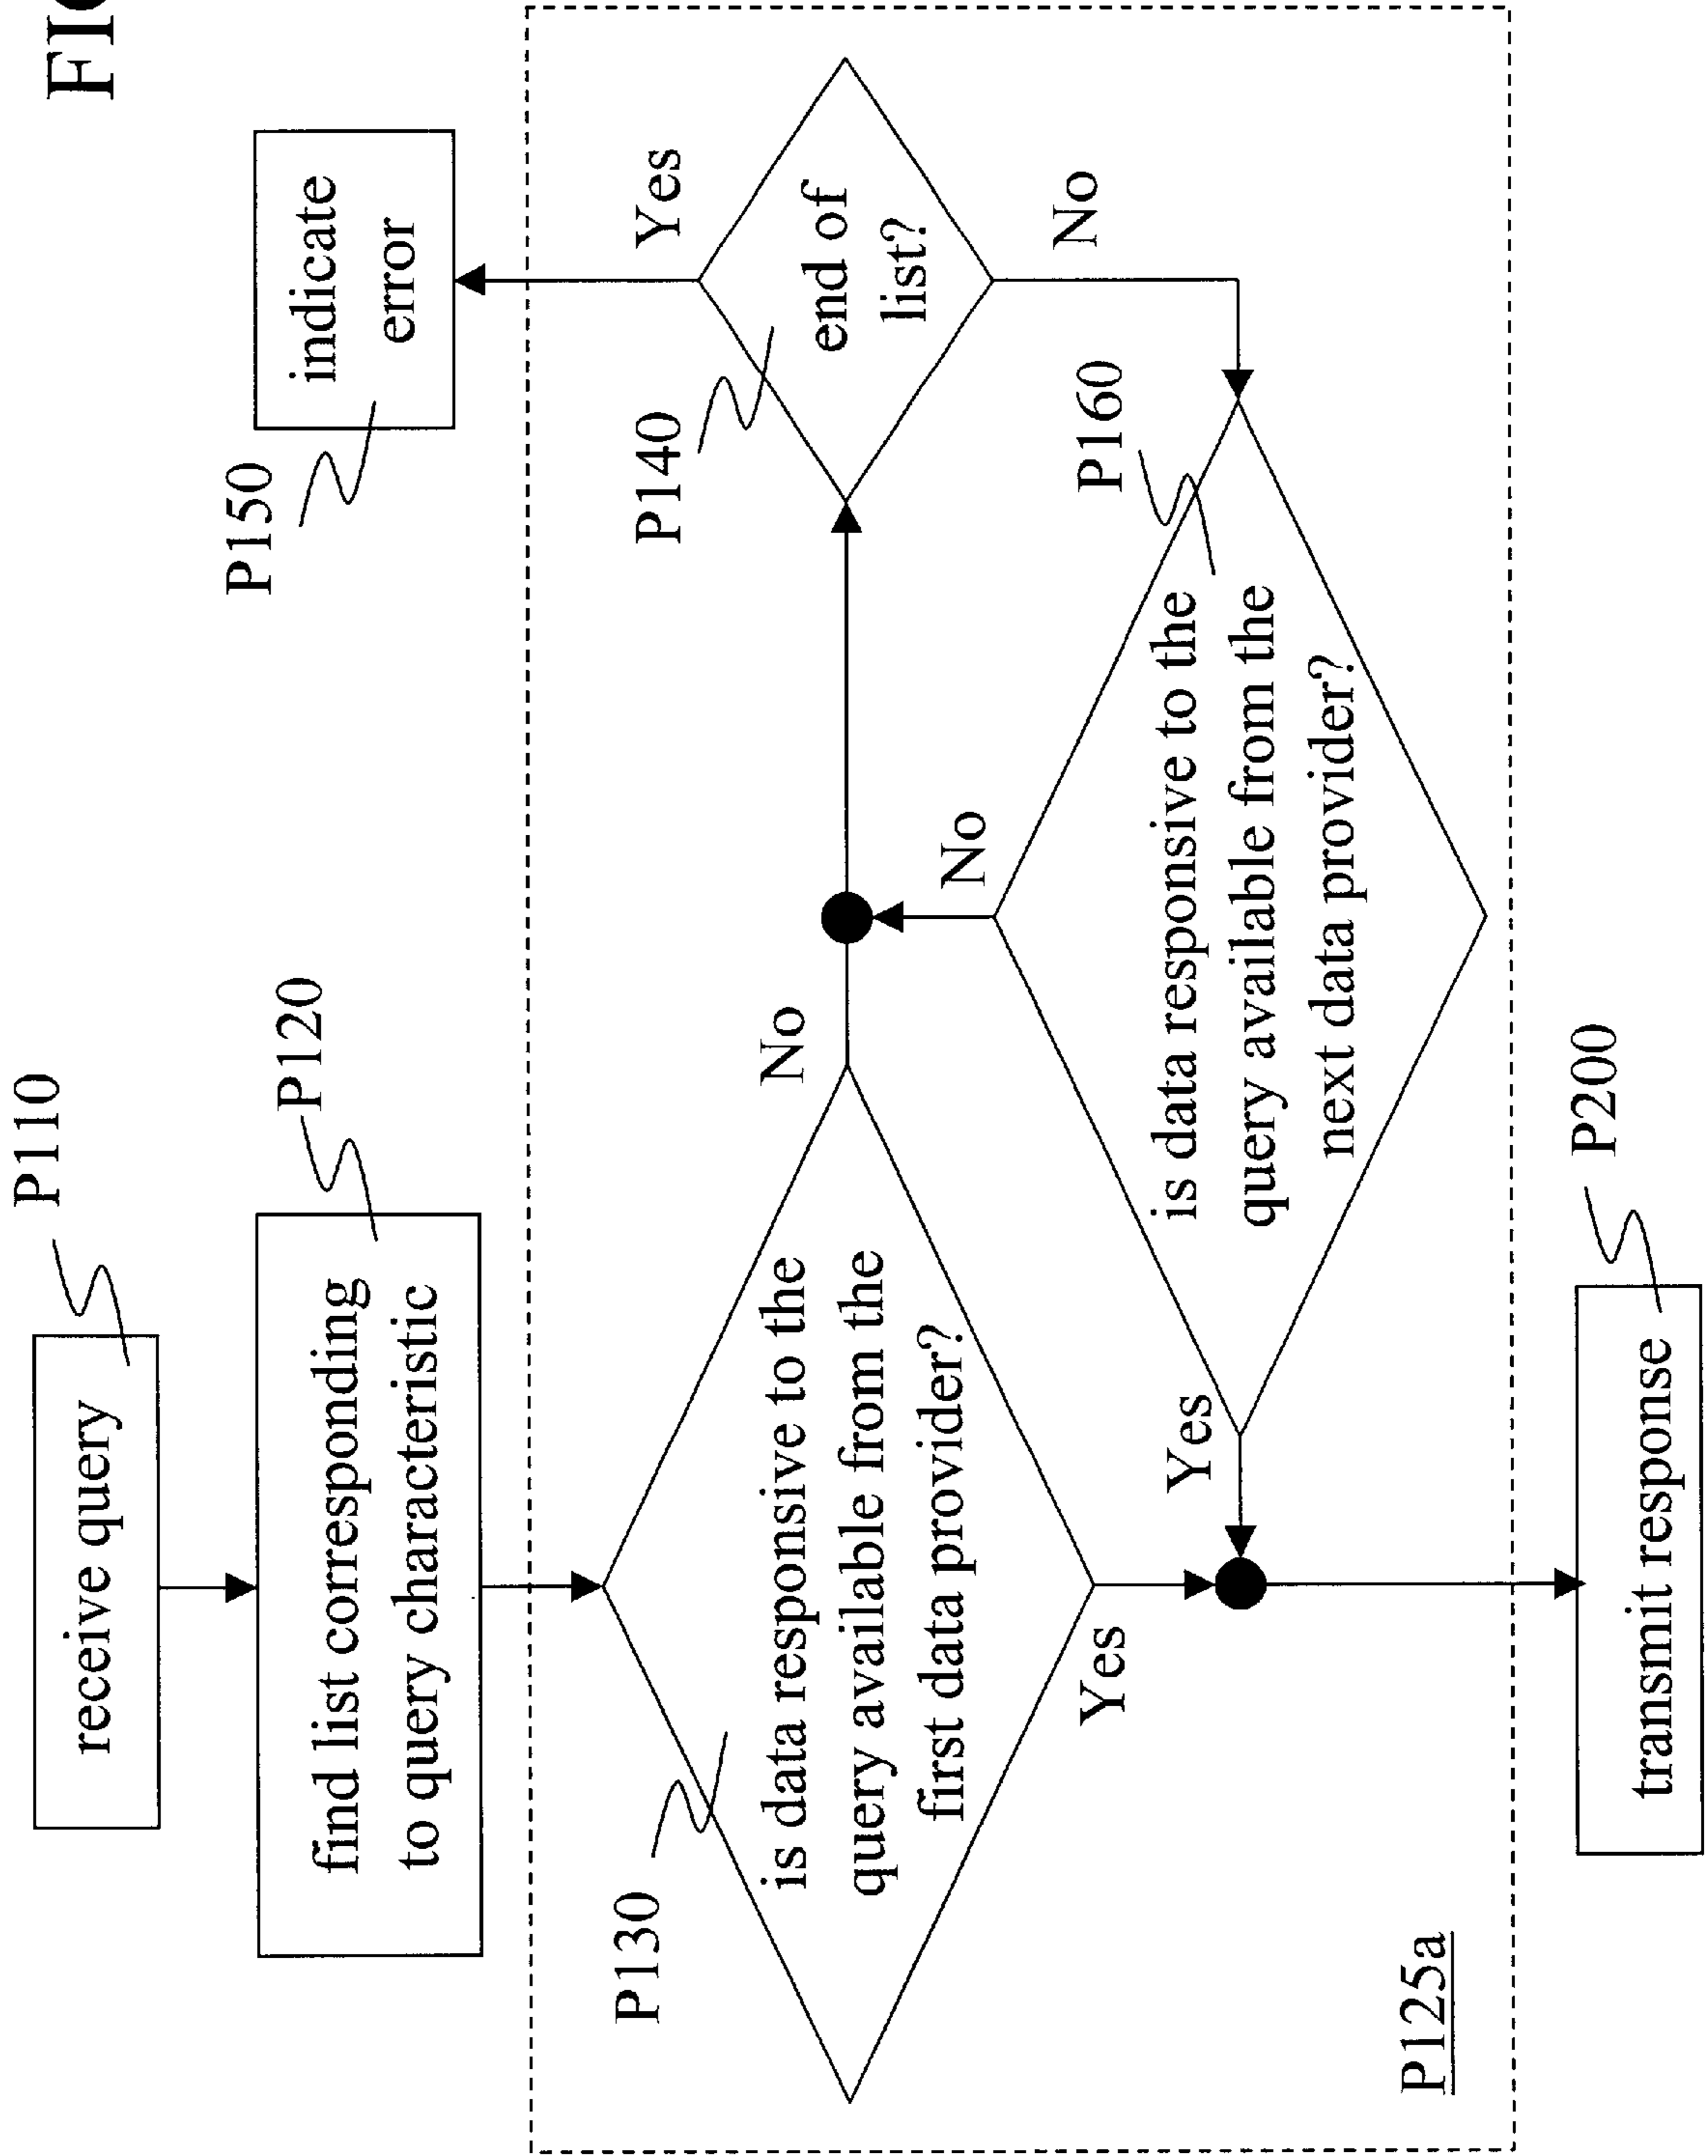 FI
P110
receive query
P120
find list corresponding
to query characteristic
P150
indicate
error
P130
is data responsive to the
query available from the
first data provider?
No
Yes
P140
end of
list?
Yes
No
P160
is data responsive to the
query available from the
next data provider?
No
Yes
P125a
P200
transmit response